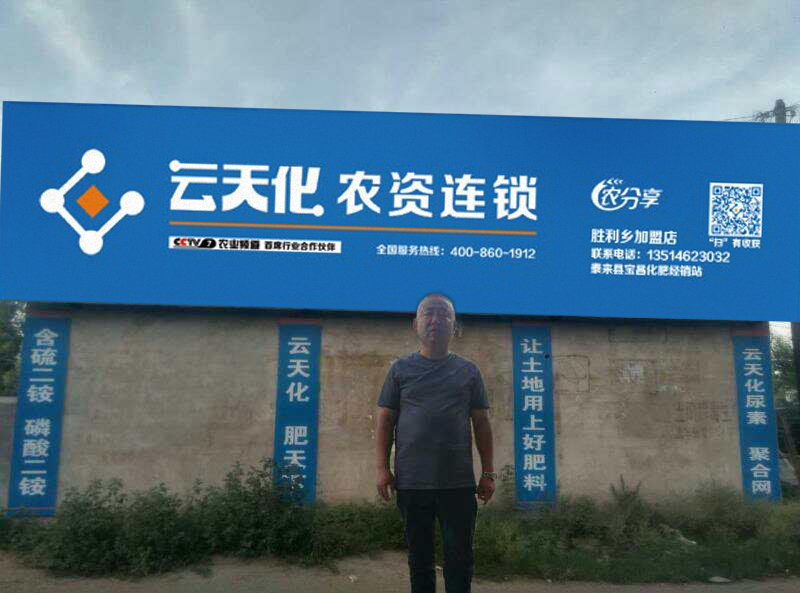 云天化 农资连锁
CCTV 7 农业频道 首席行业合作伙伴
全国服务热线：400-860-1912
农分享
胜利乡加盟店
联系电话：13514623032
泰来县宝昌化肥经销站
“扫”有收获
含硫二铵 磷酸二铵
云天化 肥天
让土地用上好肥料
云天化尿素 聚合网